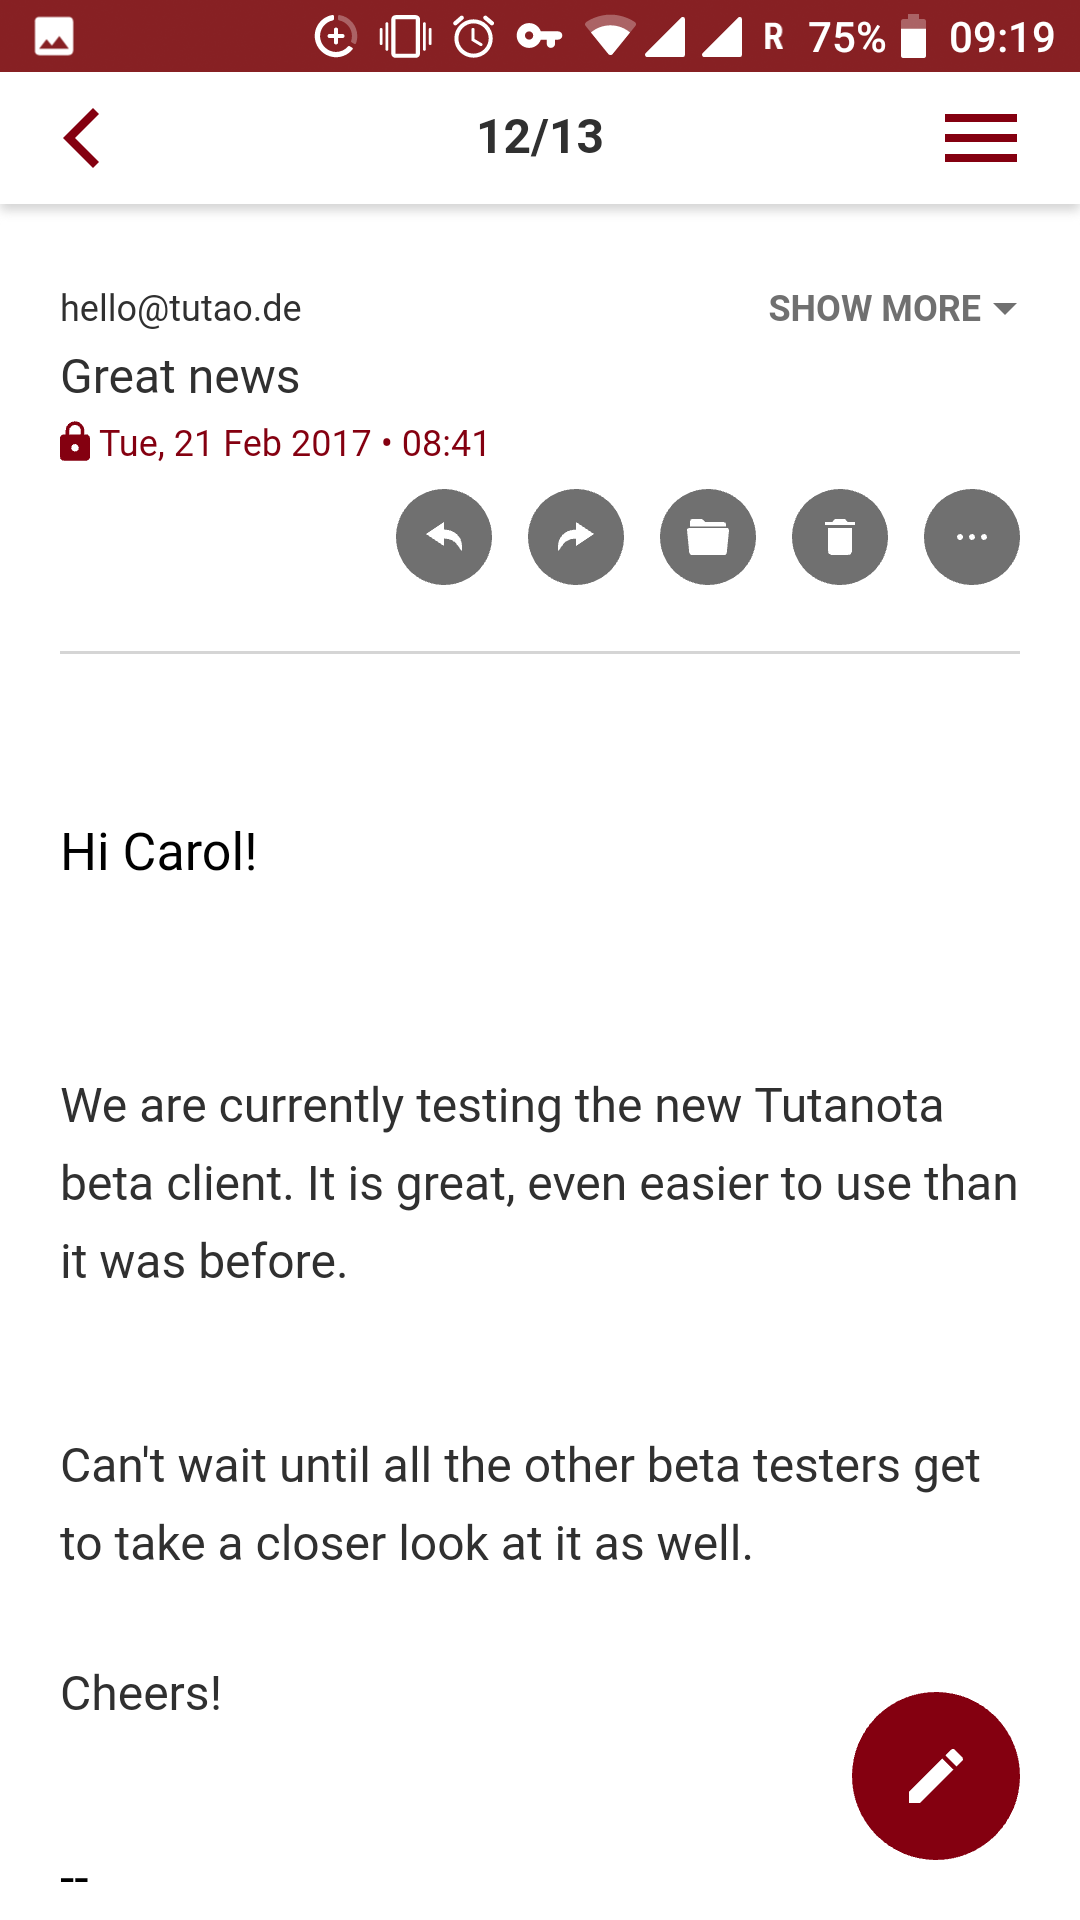 R 75% 09:19
12/13
hello@tutao.de SHOW MORE
Great news
Tue, 21 Feb 2017 • 08:41
Hi Carol!
We are currently testing the new Tutanota
beta client. It is great, even easier to use than
it was before.
Can't wait until all the other beta testers get
to take a closer look at it as well.
Cheers!
--